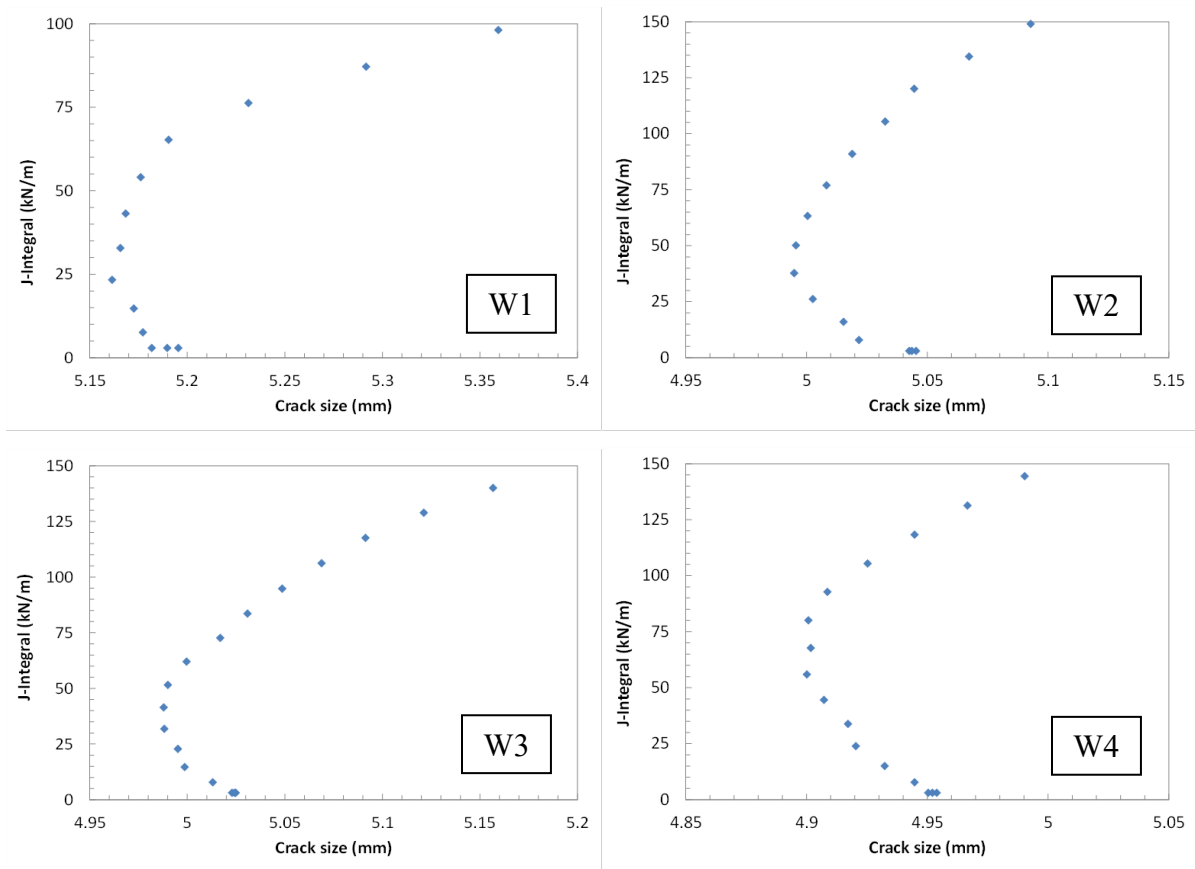 100
75
50
25
0
J-Integral (kN/m)
W1
5.15 5.2 5.25 5.3 5.35 5.4
Crack size (mm)
150
125
100
75
50
25
0
J-Integral (kN/m)
W2
4.95 5 5.05 5.1 5.15
Crack size (mm)
150
125
100
75
50
25
0
J-Integral (kN/m)
W3
4.95 5 5.05 5.1 5.15 5.2
Crack size (mm)
150
125
100
75
50
25
0
J-Integral (kN/m)
W4
4.85 4.9 4.95 5 5.05
Crack size (mm)